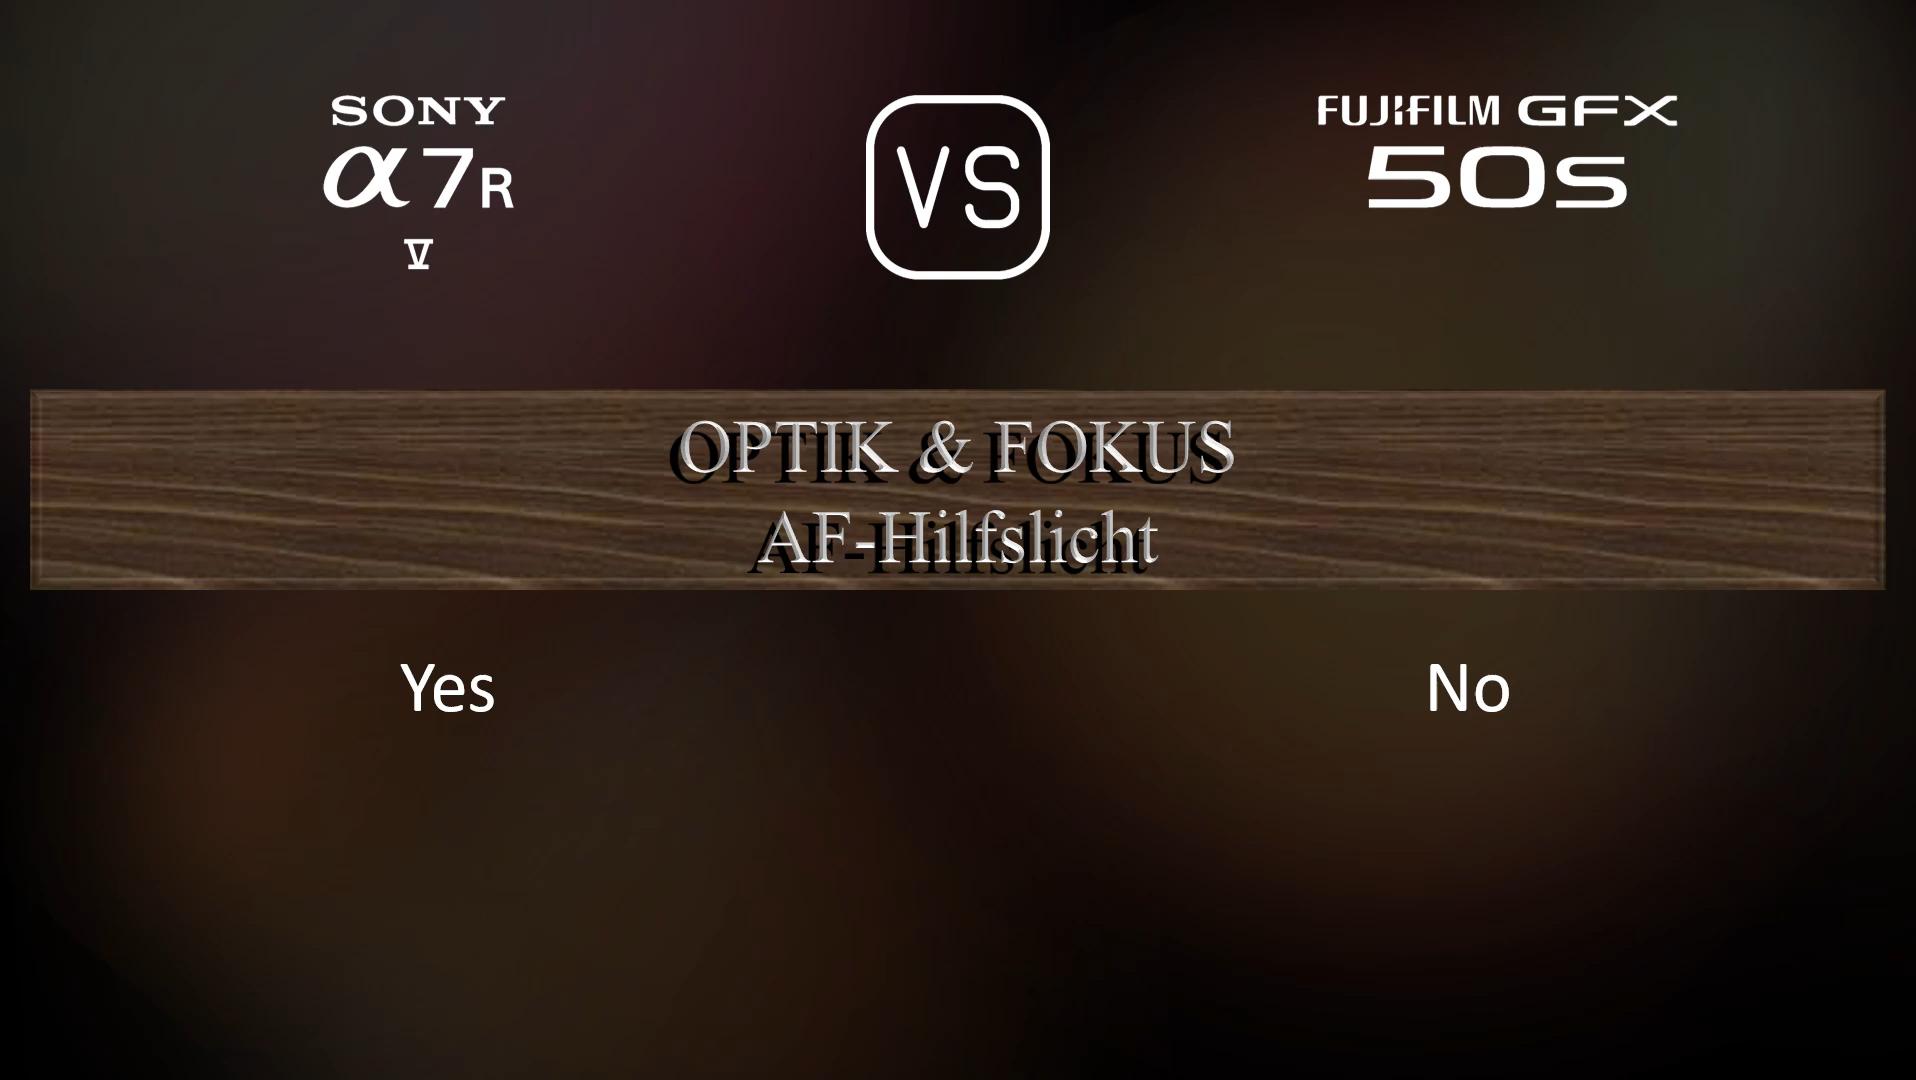 SONY
α7R
V
VS
FUJIFILM GFX
50S
OPTIK & FOKUS
AF-Hilfslicht
Yes
No